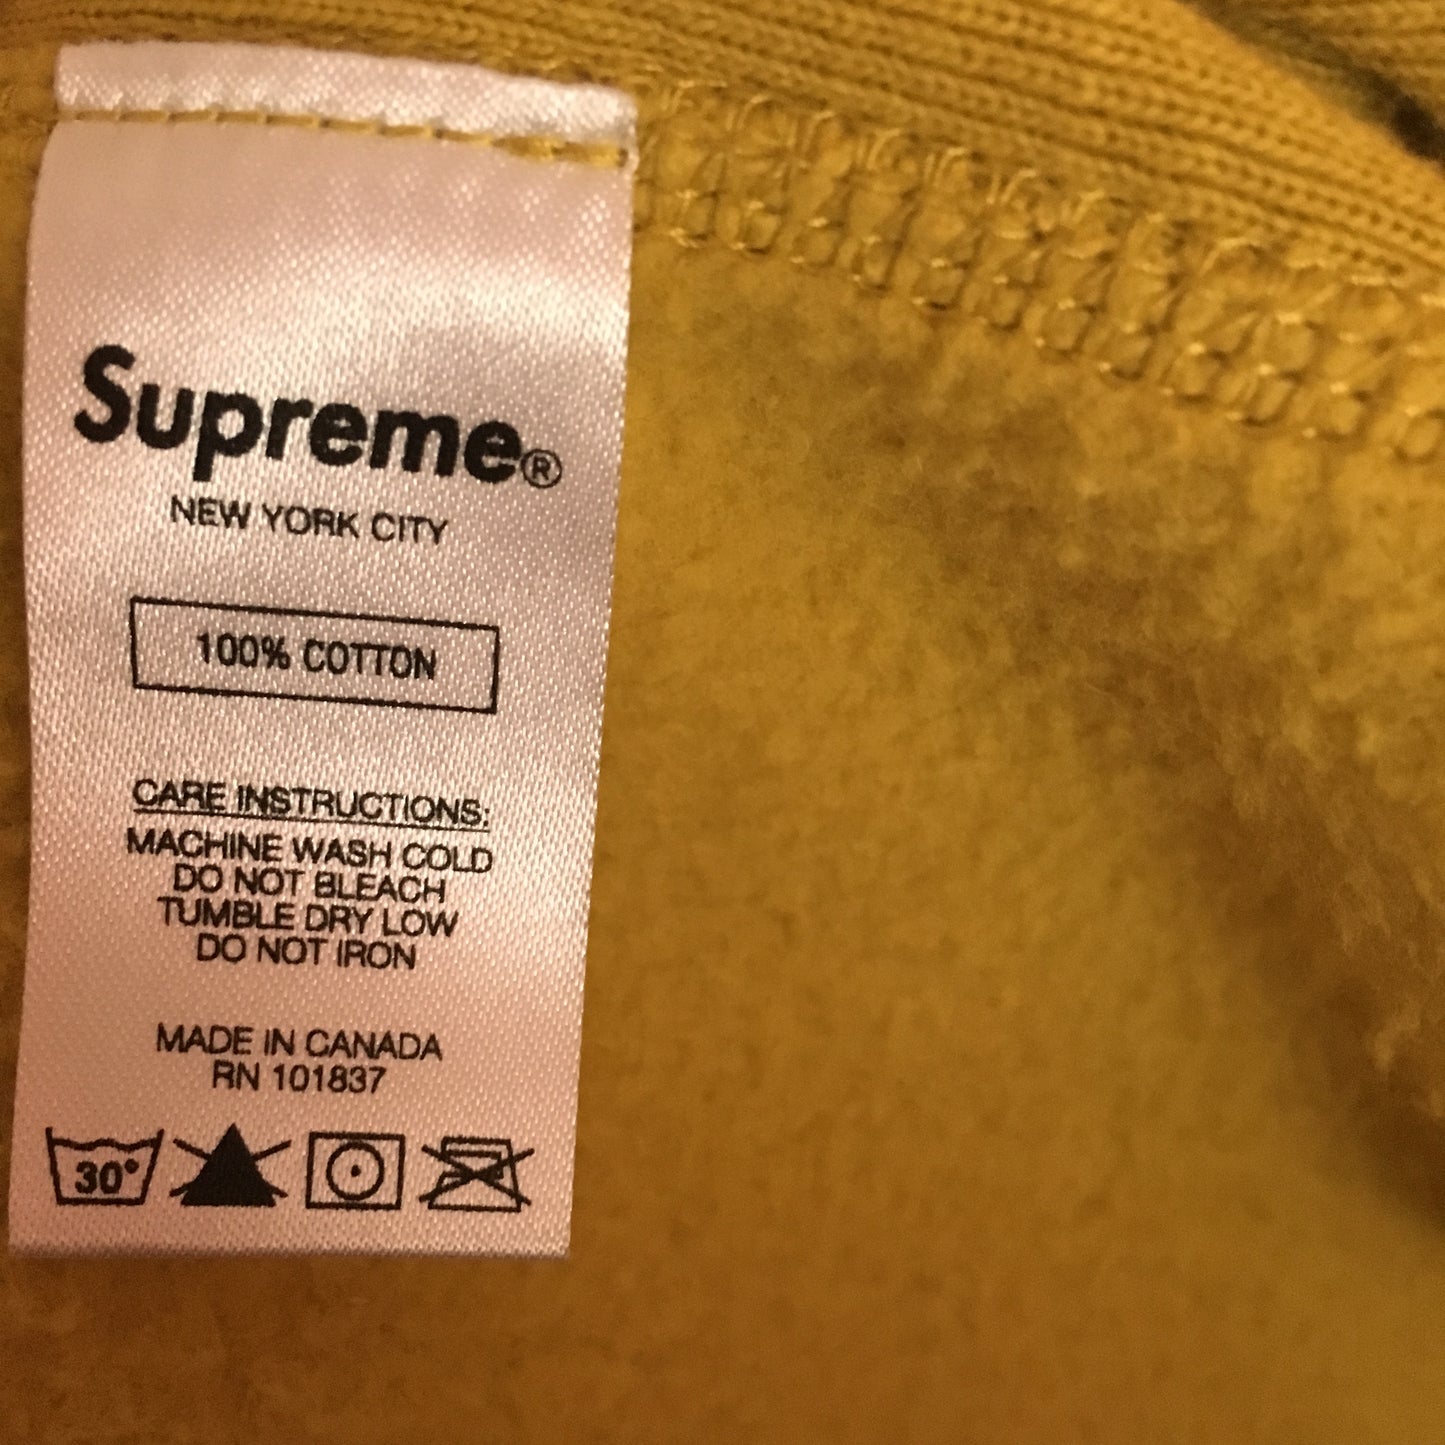 Supreme®
NEW YORK CITY
100% COTTON
CARE INSTRUCTIONS:
MACHINE WASH COLD
DO NOT BLEACH
TUMBLE DRY LOW
DO NOT IRON
MADE IN CANADA
RN 101837
30°